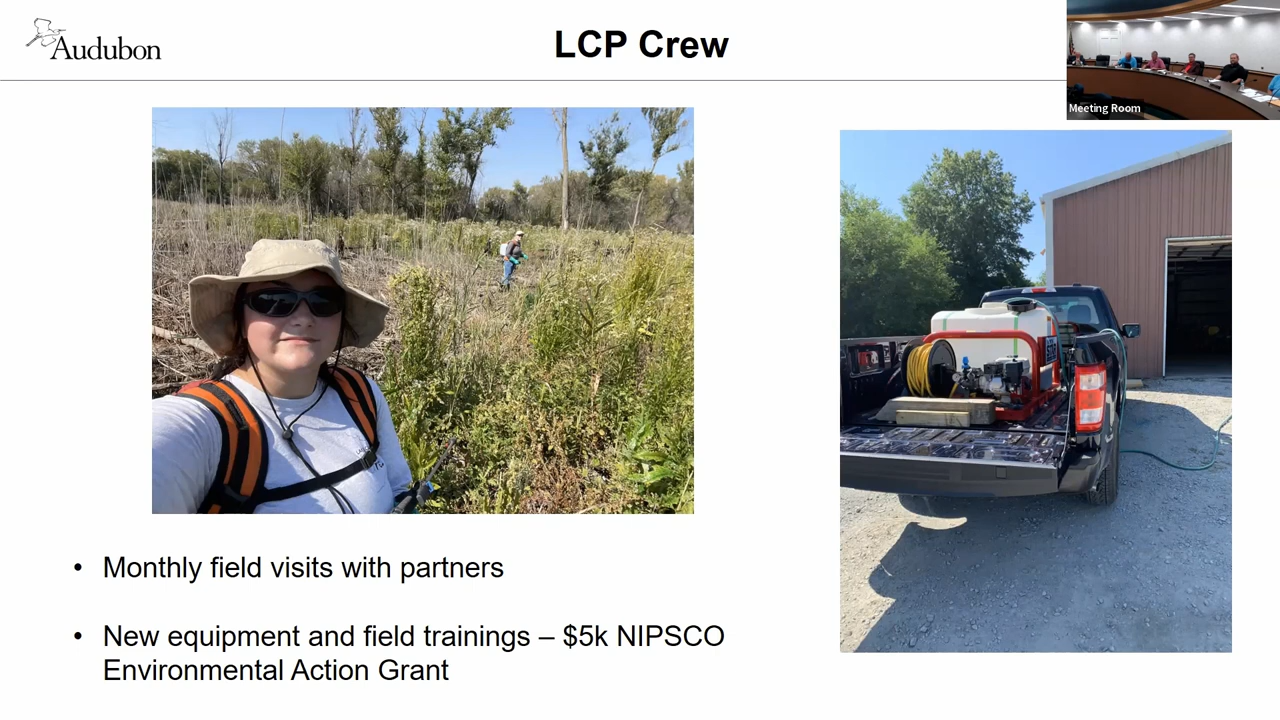 Audubon
LCP Crew
Meeting Room
• Monthly field visits with partners
• New equipment and field trainings – $5k NIPSCO
Environmental Action Grant